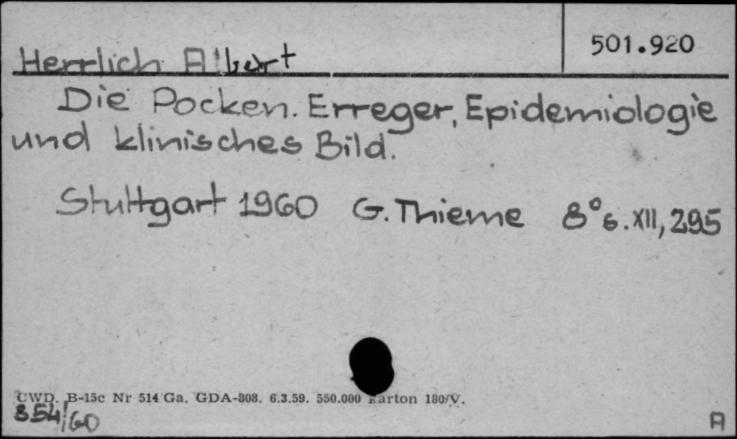 501.920
Herrlich Albert
Die Pocken. Erreger, Epidemiologie
und klinisches Bild.
Stuttgart 1960 G. Thieme 8° s. XII, 295
CWD. B-15c Nr 514 Ga. GDA-808. 6.3.59. 550.000 Karton 180/V.
854/60
A